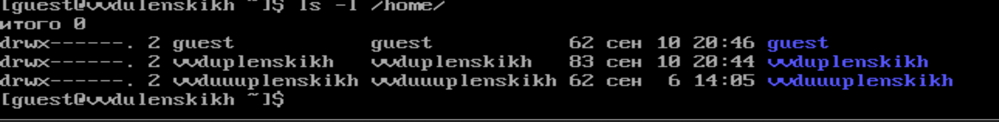 [guest@vvdulenskikh ~]$ ls -l /home/
итого 0
drwx------. 2 guest          guest          62 сен 10 20:46 guest
drwx------. 2 vvduplenskikh  vvduplenskikh  83 сен 10 20:44 vvduplenskikh
drwx------. 2 vvduuuplenskikh vvduuuplenskikh 62 сен  6 14:05 vvduuuplenskikh
[guest@vvdulenskikh ~]$